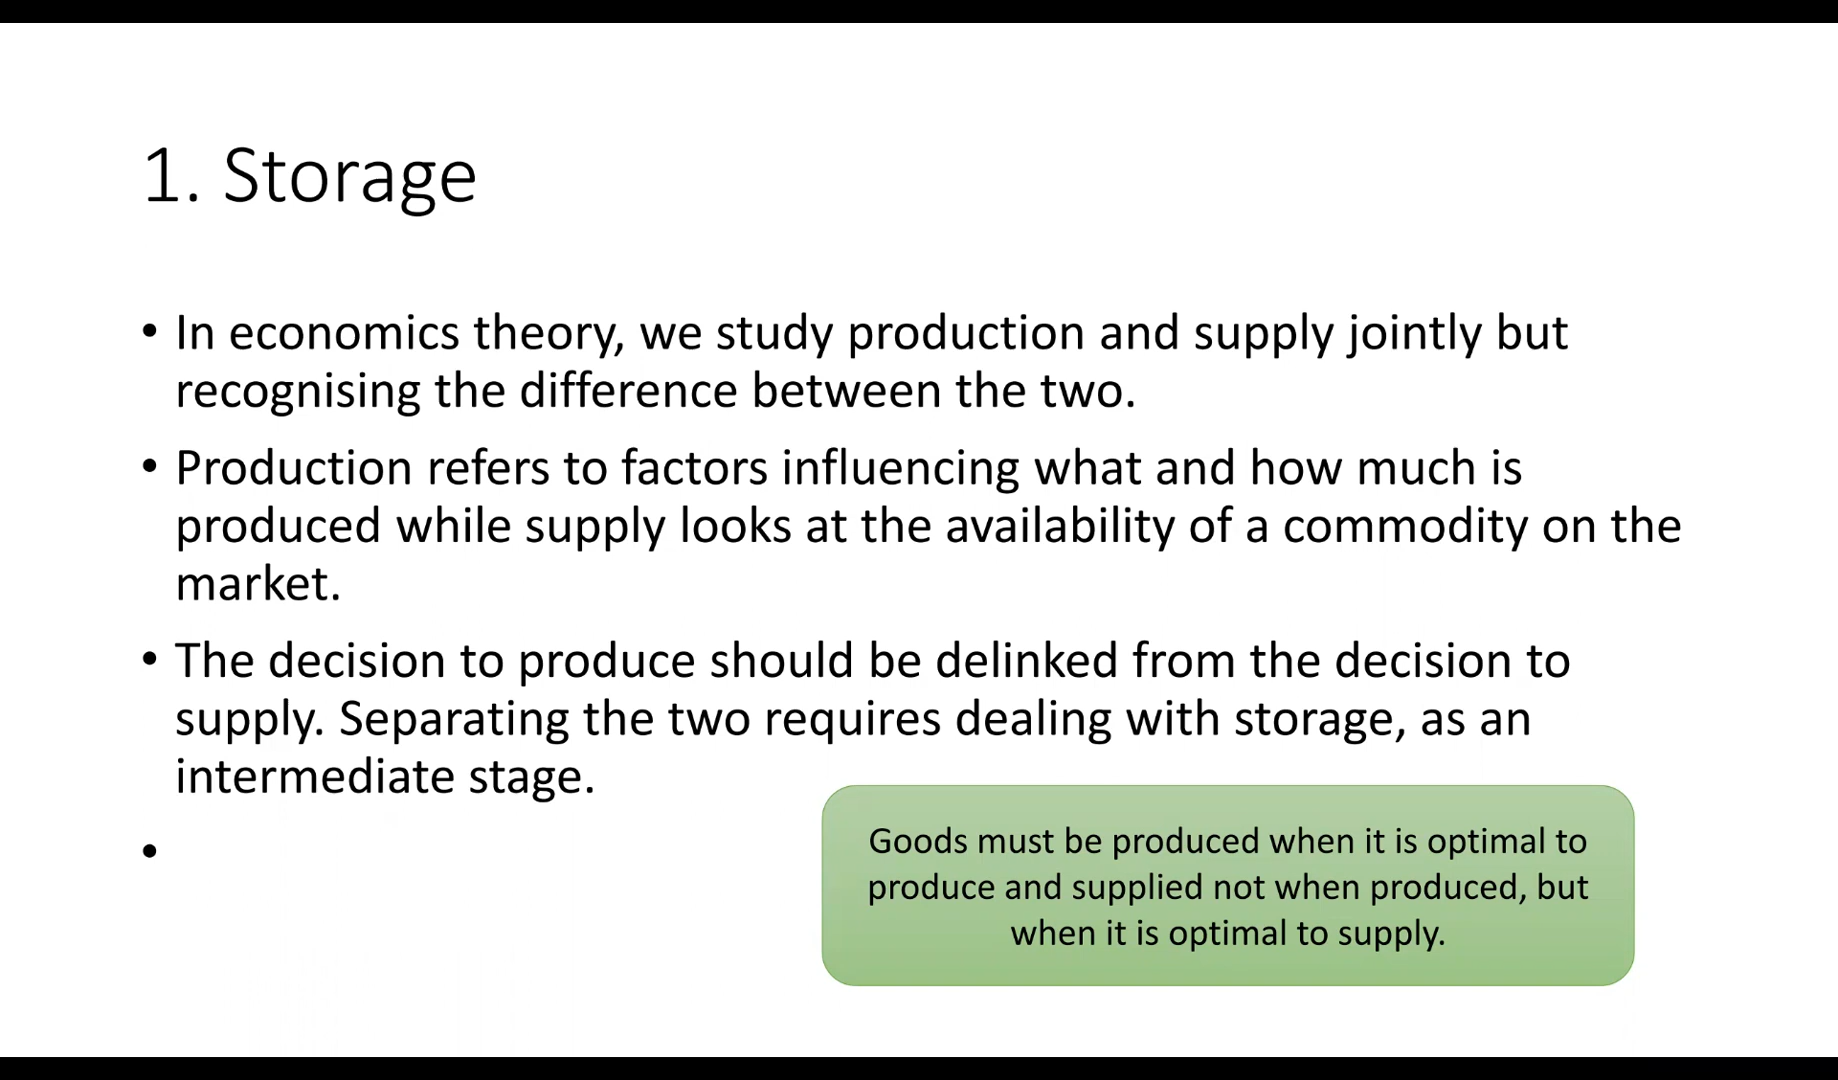 1. Storage
• In economics theory, we study production and supply jointly but
recognising the difference between the two.
• Production refers to factors influencing what and how much is
produced while supply looks at the availability of a commodity on the
market.
• The decision to produce should be delinked from the decision to
supply. Separating the two requires dealing with storage, as an
intermediate stage.
•
Goods must be produced when it is optimal to
produce and supplied not when produced, but
when it is optimal to supply.